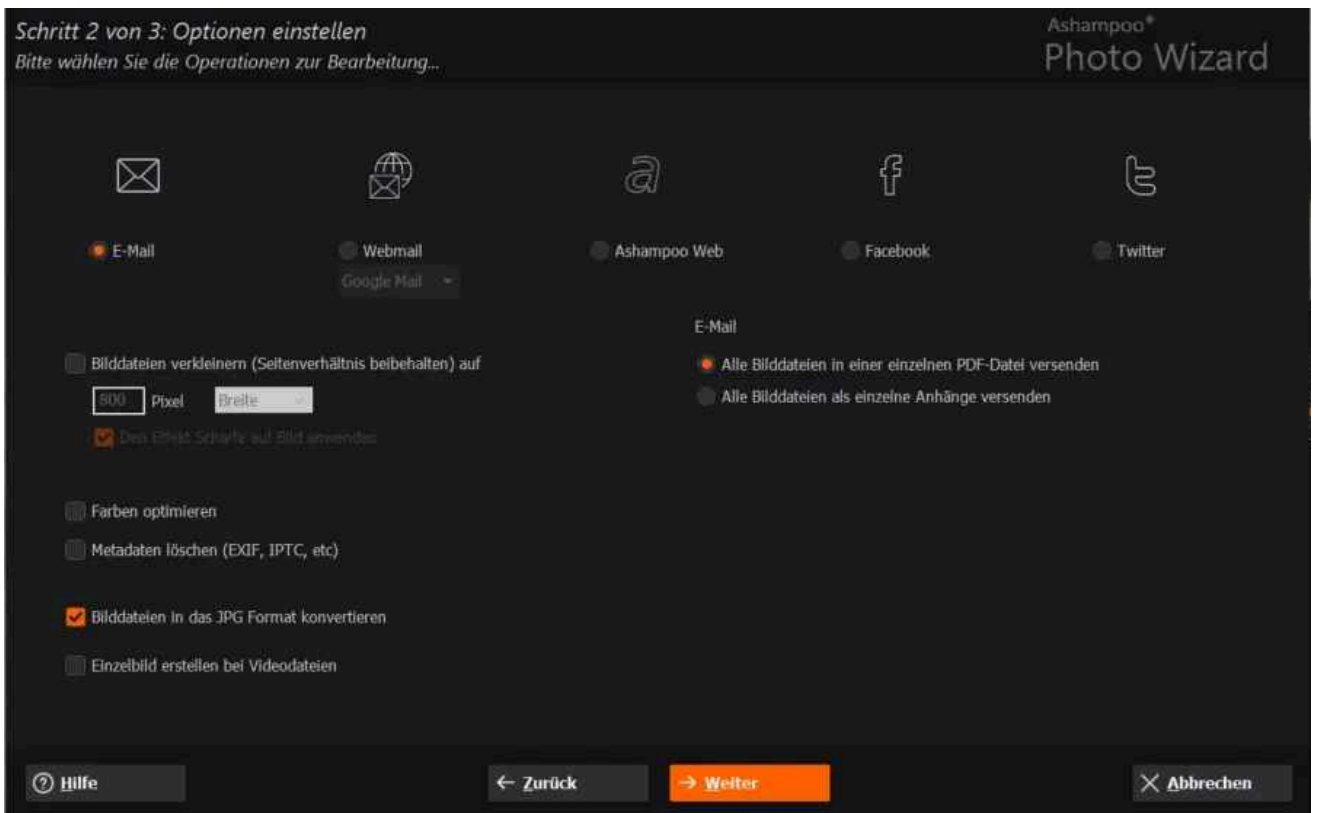 Schritt 2 von 3: Optionen einstellen
Bitte wählen Sie die Operationen zur Bearbeitung...
Ashampoo®
Photo Wizard
E-Mail
Webmail
Ashampoo Web
Facebook
Twitter
Google Mail
E-Mail
Bilddateien verkleinern (Seitenverhältnis beibehalten) auf
Alle Bilddateien in einer einzelnen PDF-Datei versenden
800 Pixel Breite
Alle Bilddateien als einzelne Anhänge versenden
Den Effekt Schärfe auf Bild anwenden
Farben optimieren
Metadaten löschen (EXIF, IPTC, etc)
Bilddateien in das JPG Format konvertieren
Einzelbild erstellen bei Videodateien
Hilfe
Zurück
Weiter
Abbrechen